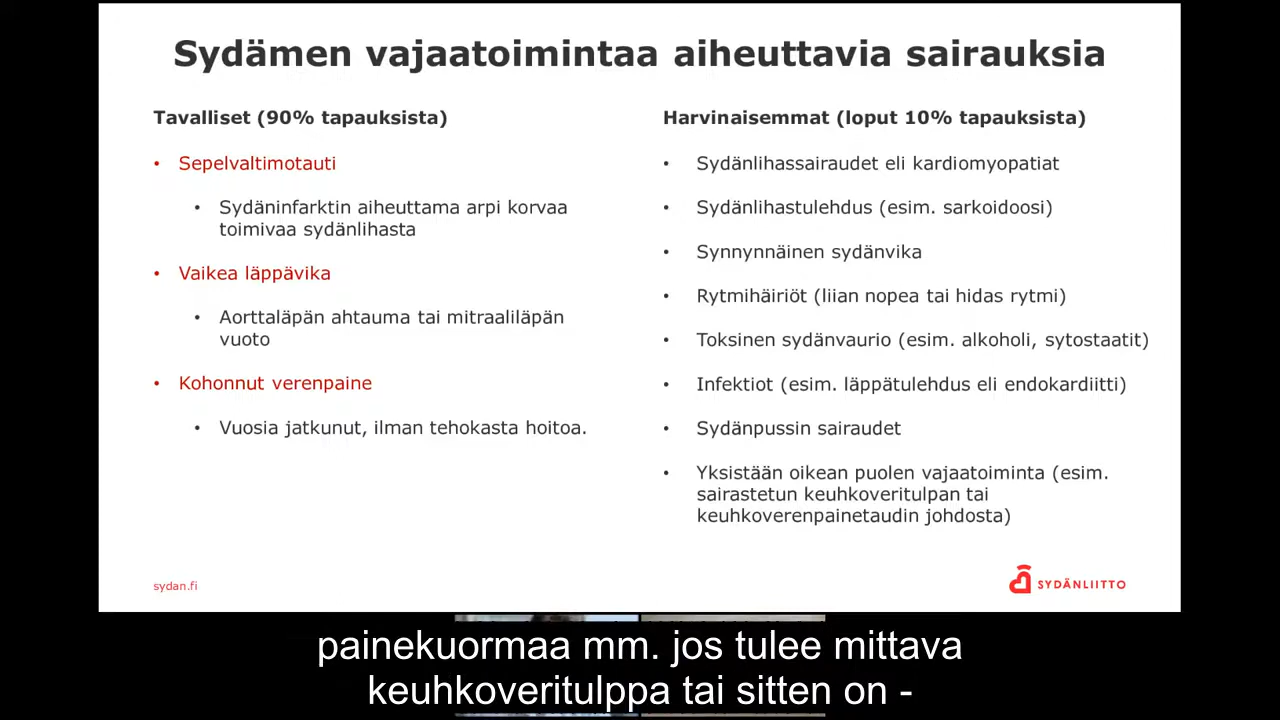 Sydämen vajaatoimintaa aiheuttavia sairauksia
Tavalliset (90% tapauksista)
• Sepelvaltimotauti
• Sydäninfarktin aiheuttama arpi korvaa
toimivaa sydänlihasta
• Vaikea läppävika
• Aorttaläpän ahtauma tai mitraaliläpän
vuoto
• Kohonnut verenpaine
• Vuosia jatkunut, ilman tehokasta hoitoa.
Harvinaisemmat (loput 10% tapauksista)
• Sydänlihassairaudet eli kardiomyopatiat
• Sydänlihastulehdus (esim. sarkoidoosi)
• Synnynnäinen sydänvika
• Rytmihäiriöt (liian nopea tai hidas rytmi)
• Toksinen sydänvaurio (esim. alkoholi, sytostaatit)
• Infektiot (esim. läppätulehdus eli endokardiitti)
• Sydänpussin sairaudet
• Yksistään oikean puolen vajaatoiminta (esim.
sairastetun keuhkoveritulpan tai
keuhkoverenpainetaudin johdosta)
sydan.fi
SYDÄNLIITTO
painekuormaa mm. jos tulee mittava
keuhkoveritulppa tai sitten on -